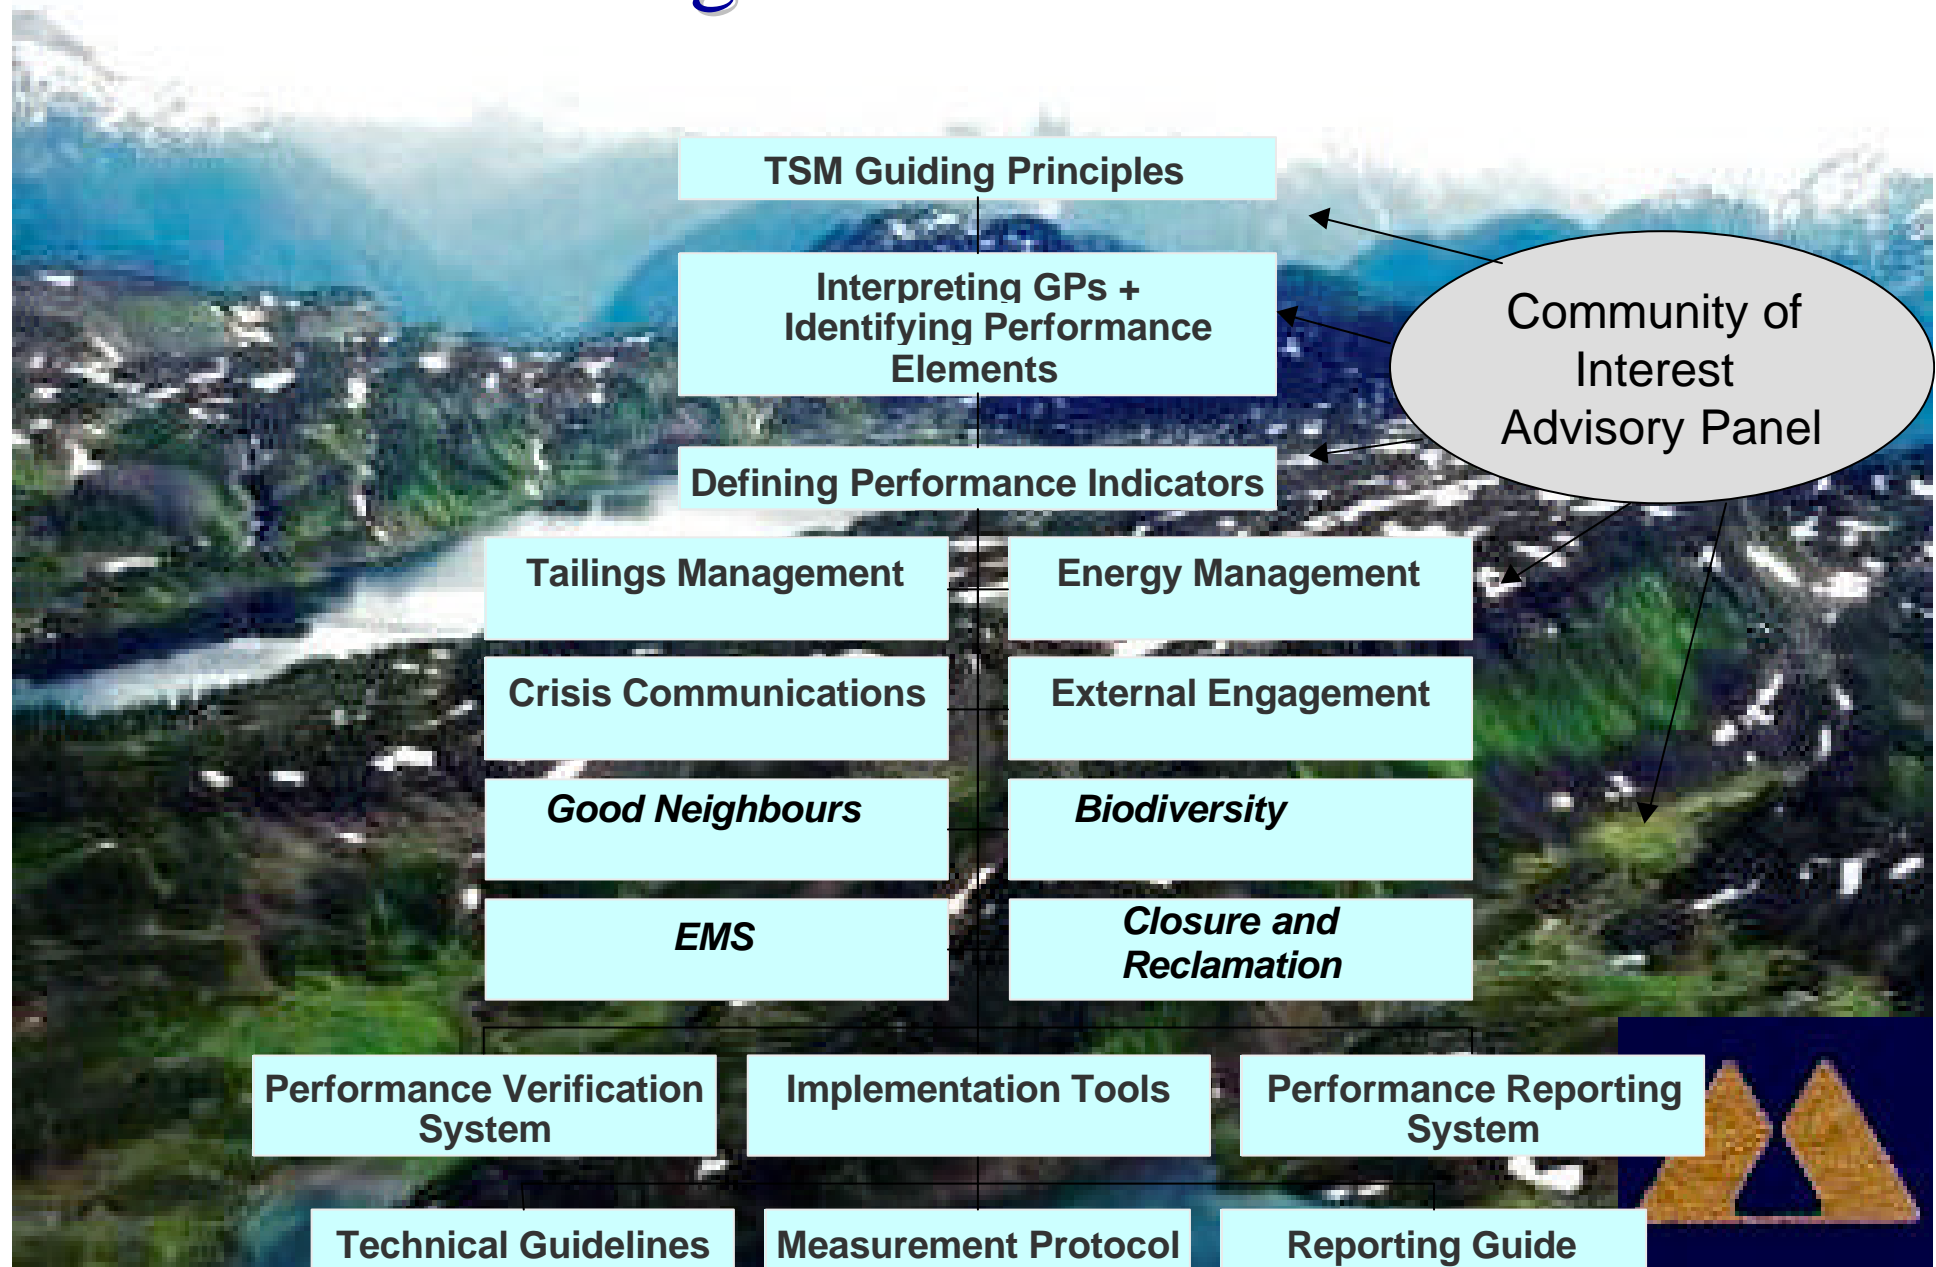 TSM Guiding Principles
Interpreting GPs +
Identifying Performance
Elements
Community of
Interest
Advisory Panel
Defining Performance Indicators
Tailings Management
Energy Management
Crisis Communications
External Engagement
Good Neighbours
Biodiversity
EMS
Closure and
Reclamation
Performance Verification
System
Implementation Tools
Performance Reporting
System
Technical Guidelines
Measurement Protocol
Reporting Guide